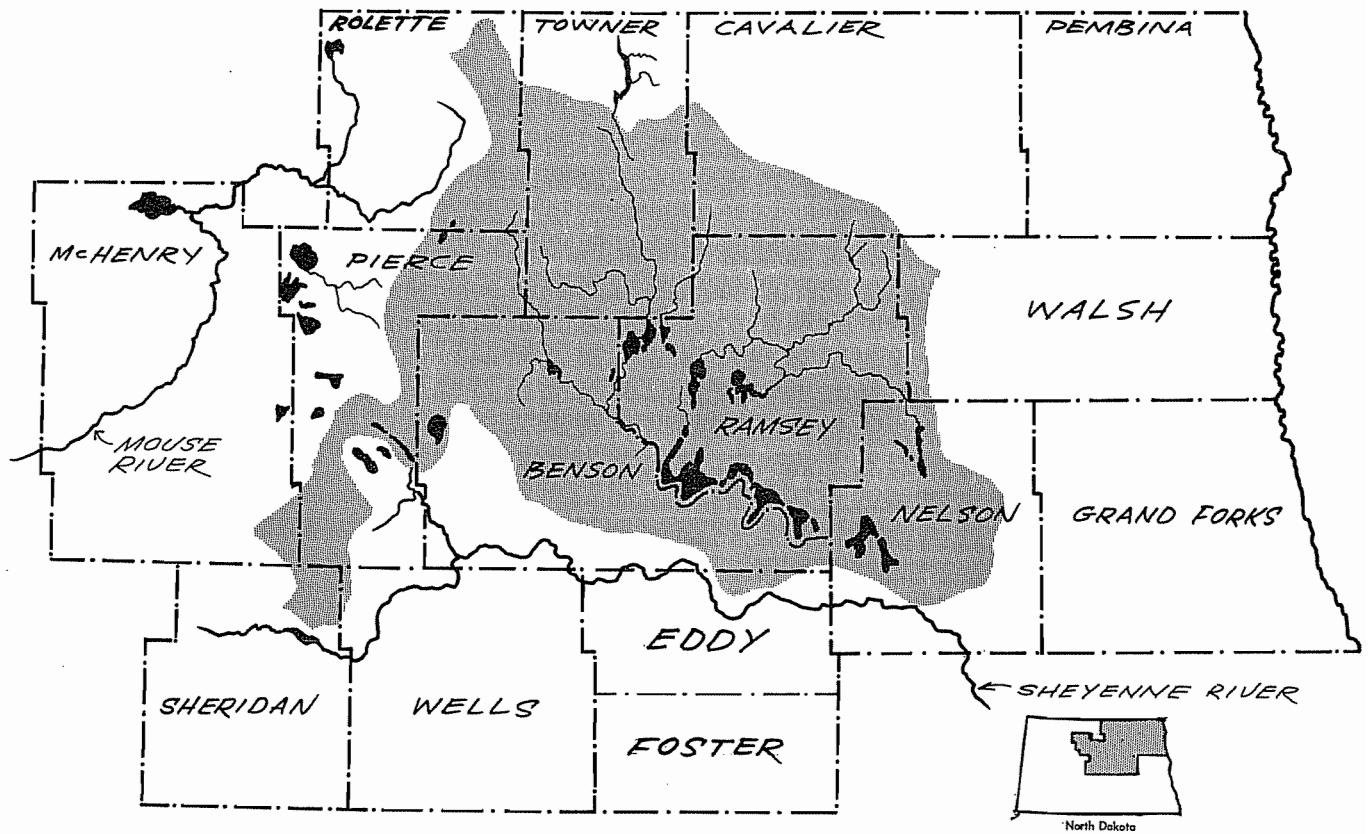 ROLETTE
TOWNER
CAVALIER
PEMBINA
McHENRY
PIERCE
WALSH
MOUSE
RIVER
RAMSEY
BENSON
NELSON
GRAND FORKS
EDDY
SHERIDAN
WELLS
SHEYENNE RIVER
FOSTER
North Dakota